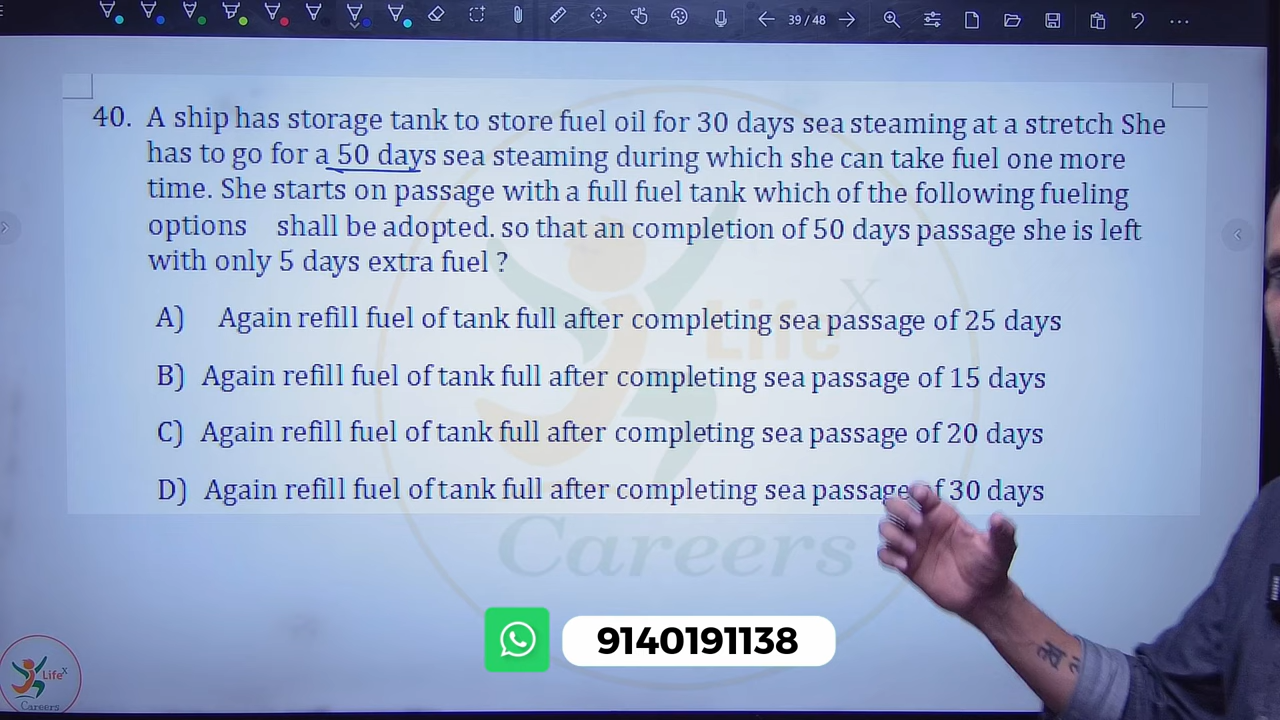 39 / 48
40. A ship has storage tank to store fuel oil for 30 days sea steaming at a stretch She
has to go for a 50 days sea steaming during which she can take fuel one more
time. She starts on passage with a full fuel tank which of the following fueling
options shall be adopted. so that an completion of 50 days passage she is left
with only 5 days extra fuel ?
A) Again refill fuel of tank full after completing sea passage of 25 days
B) Again refill fuel of tank full after completing sea passage of 15 days
C) Again refill fuel of tank full after completing sea passage of 20 days
D) Again refill fuel of tank full after completing sea passage of 30 days
Life X
Careers
9140191138
Life X
Careers